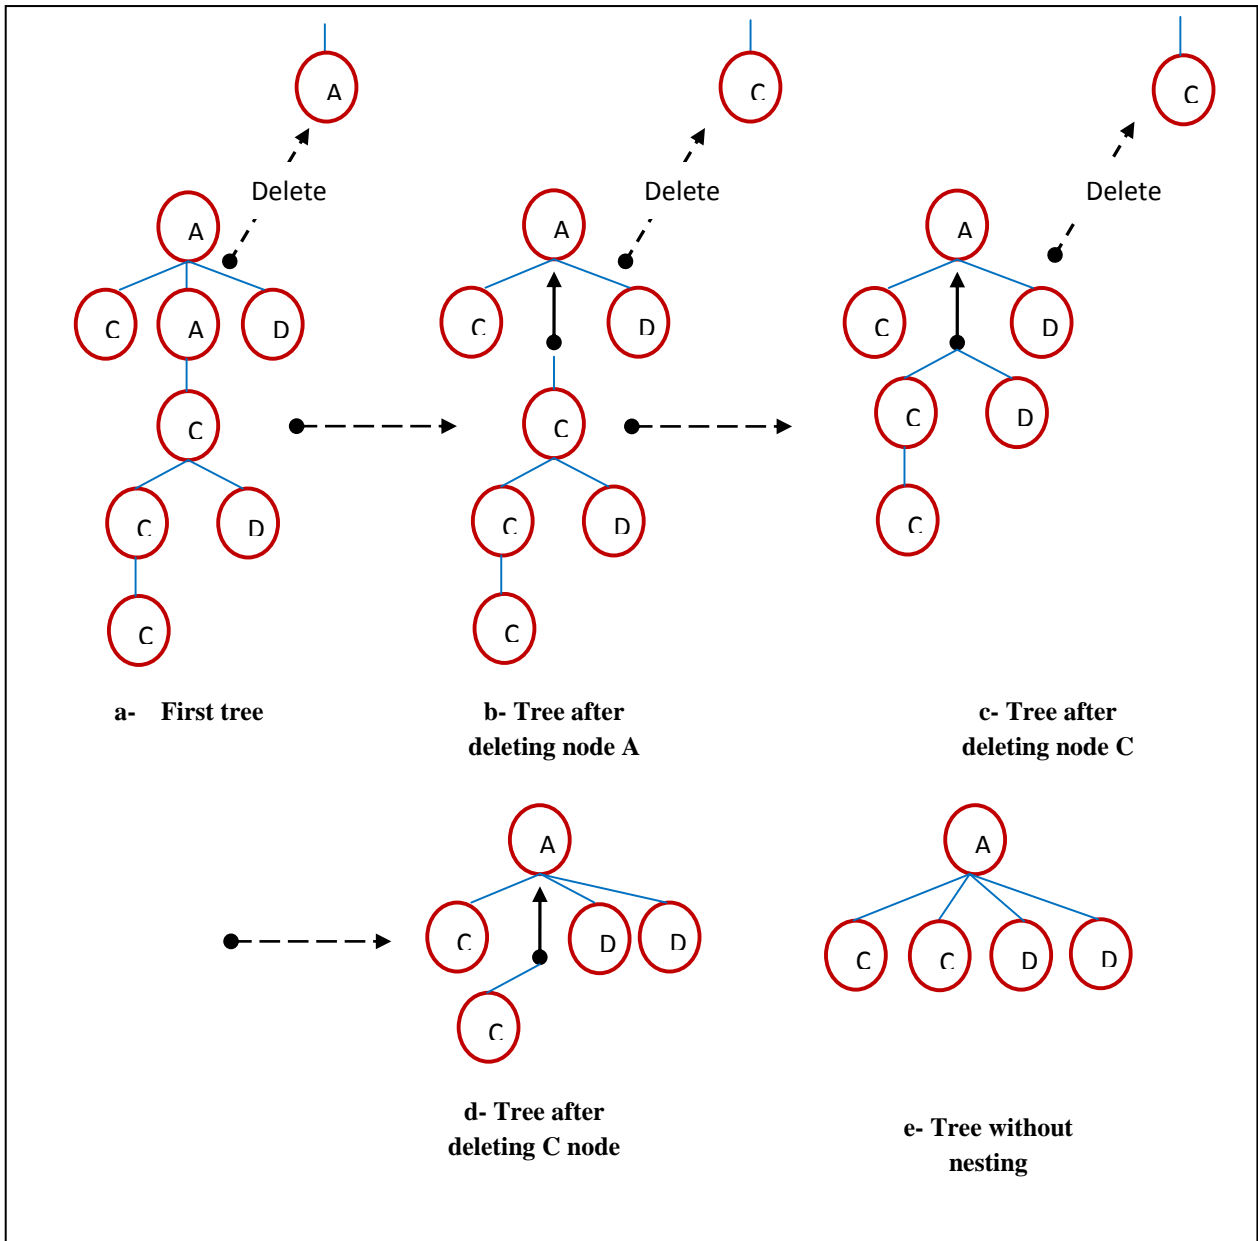 A
C
C
Delete
Delete
Delete
A
A
A
C
A
D
C
D
C
D
C
C
C
D
C
D
C
D
C
C
C
a- First tree
b- Tree after
deleting node A
c- Tree after
deleting node C
A
A
C
D
D
C
C
D
D
C
d- Tree after
deleting C node
e- Tree without
nesting